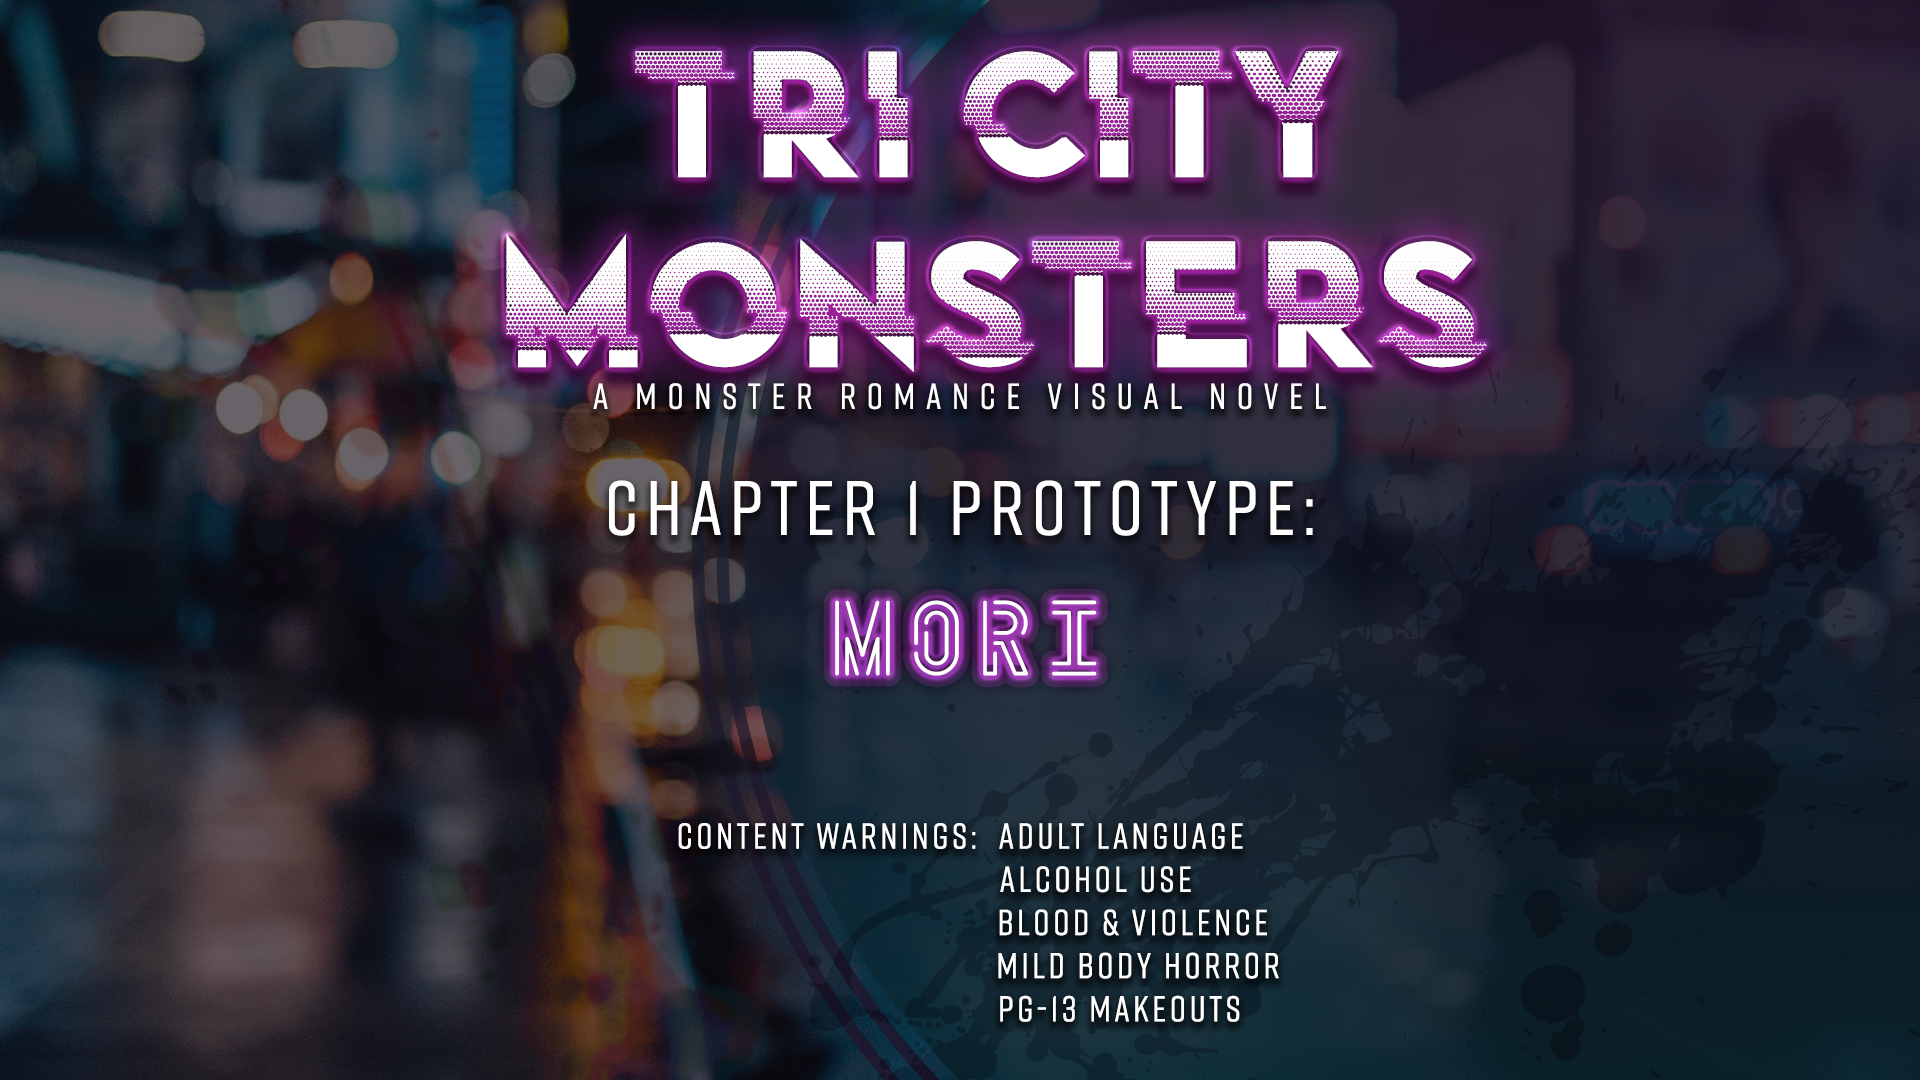 TRI CITY
MONSTERS
A MONSTER ROMANCE VISUAL NOVEL
CHAPTER 1 PROTOTYPE:
MORI
CONTENT WARNINGS: ADULT LANGUAGE
ALCOHOL USE
BLOOD & VIOLENCE
MILD BODY HORROR
PG-13 MAKEOUTS